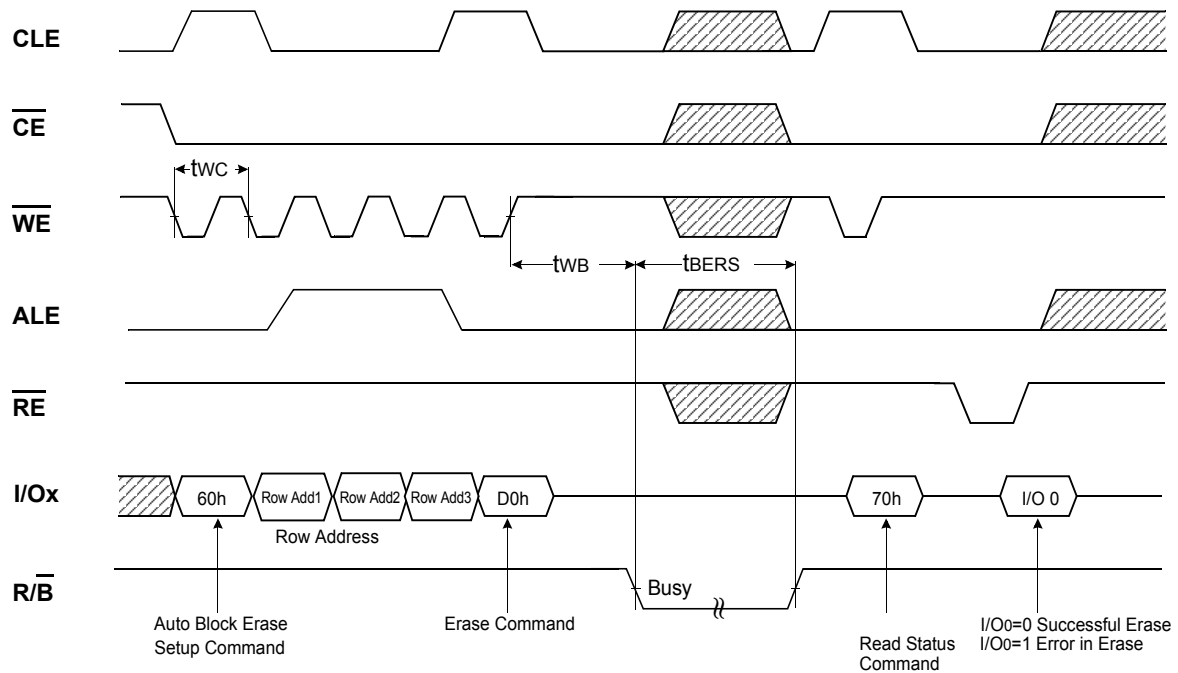 CLE
CE
tWC
WE
tWB
tBERS
ALE
RE
I/Ox
60h
Row Add1
Row Add2
Row Add3
D0h
70h
I/O 0
Row Address
R/B
Busy
Auto Block Erase
Setup Command
Erase Command
Read Status
Command
I/O0=0 Successful Erase
I/O0=1 Error in Erase